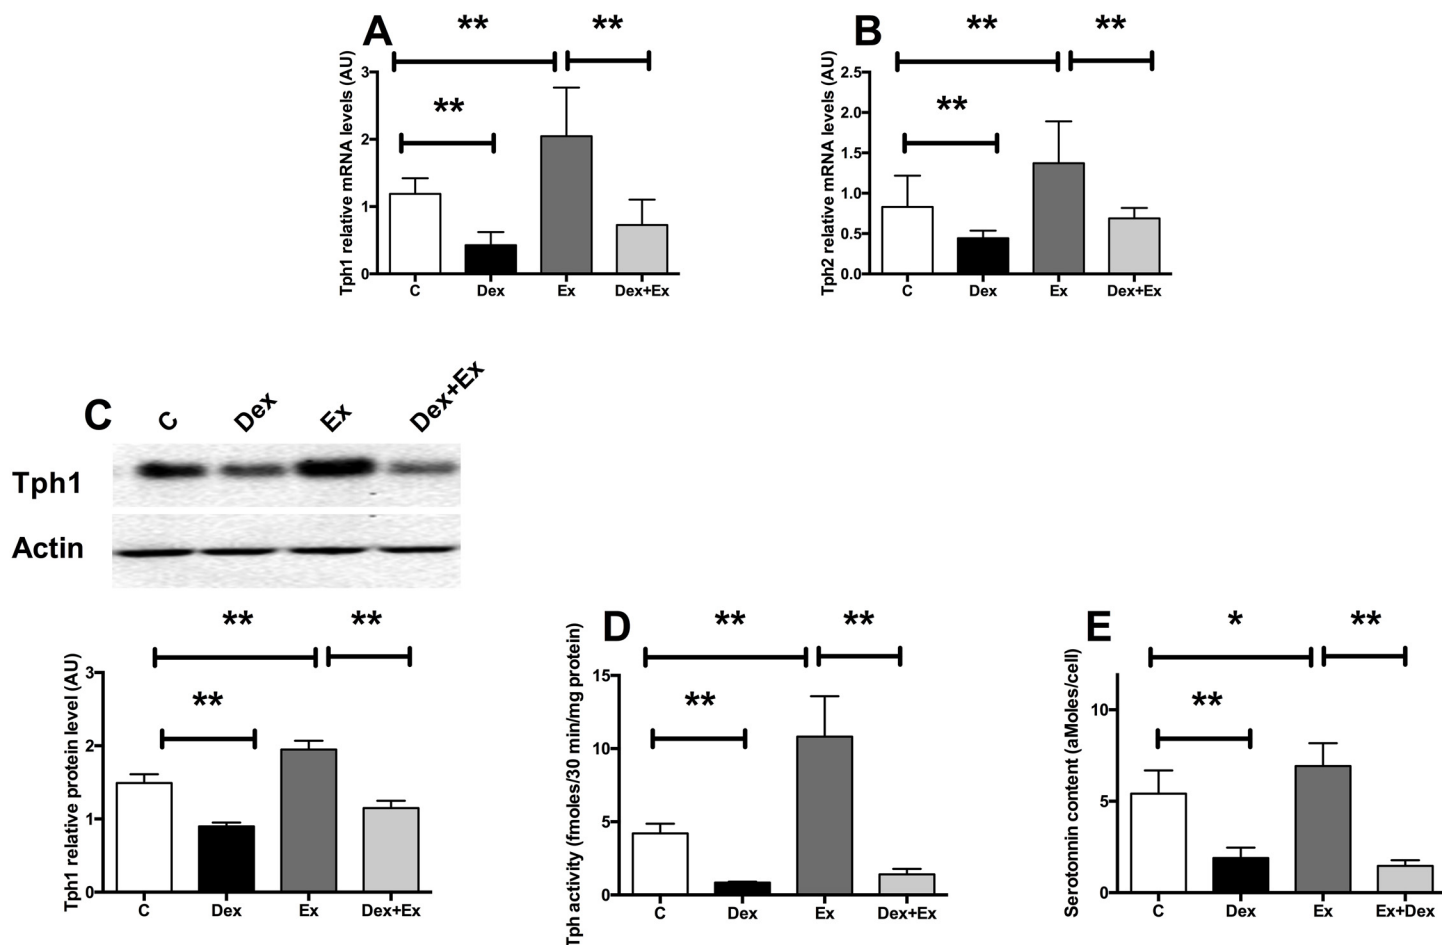 A
** **
**
Tph1 relative mRNA levels (AU)
3
2
1
0
C Dex Ex Dex+Ex
B
** **
**
Tph2 relative mRNA levels (AU)
2.5
2.0
1.5
1.0
0.5
0.0
C Dex Ex Dex+Ex
C
C Dex Ex Dex+Ex
Tph1
Actin
** **
**
Tph1 relative protein level (AU)
3
2
1
0
C Dex Ex Dex+Ex
D
** **
**
Tph activity (fmoles/30 min/mg protein)
15
10
5
0
C Dex Ex Dex+Ex
E
* **
**
Serotonnin content (aMoles/cell)
10
5
0
C Dex Ex Ex+Dex